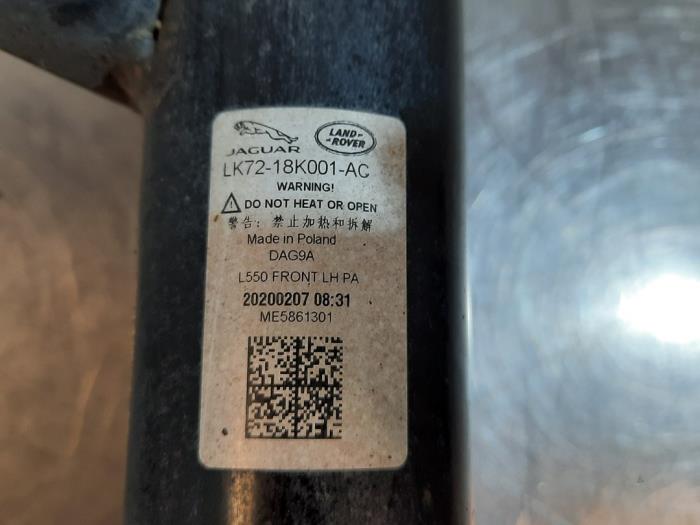 JAGUAR
LAND-
-ROVER
LK72-18K001-AC
WARNING!
DO NOT HEAT OR OPEN
警告: 禁止加热和拆解
Made in Poland
DAG9A
L550 FRONT LH PA
20200207 08:31
ME5861301